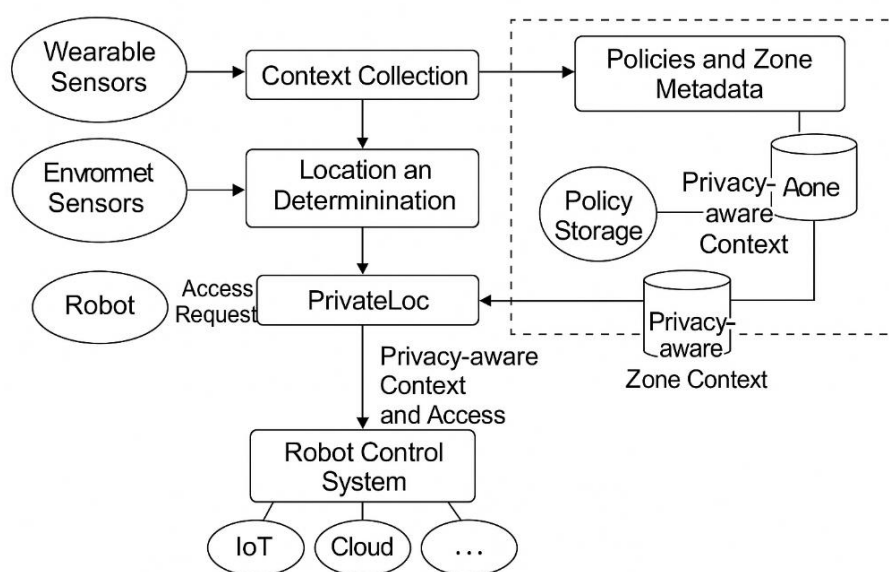 Wearable
Sensors
Context Collection
Policies and Zone
Metadata
Envrormet
Sensors
Location an
Determinination
Policy
Storage
Privacy-
aware
Context
Aone
Robot
Access
Request
PrivateLoc
Privacy-
aware
Zone Context
Privacy-aware
Context
and Access
Robot Control
System
IoT
Cloud
...